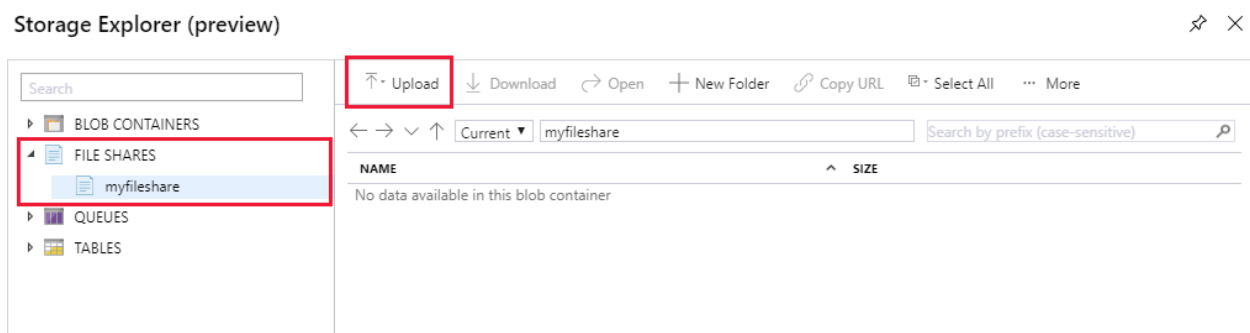 Storage Explorer (preview)
Search
BLOB CONTAINERS
FILE SHARES
myfileshare
QUEUES
TABLES
Upload Download Open New Folder Copy URL Select All ··· More
Current myfileshare Search by prefix (case-sensitive)
NAME SIZE
No data available in this blob container